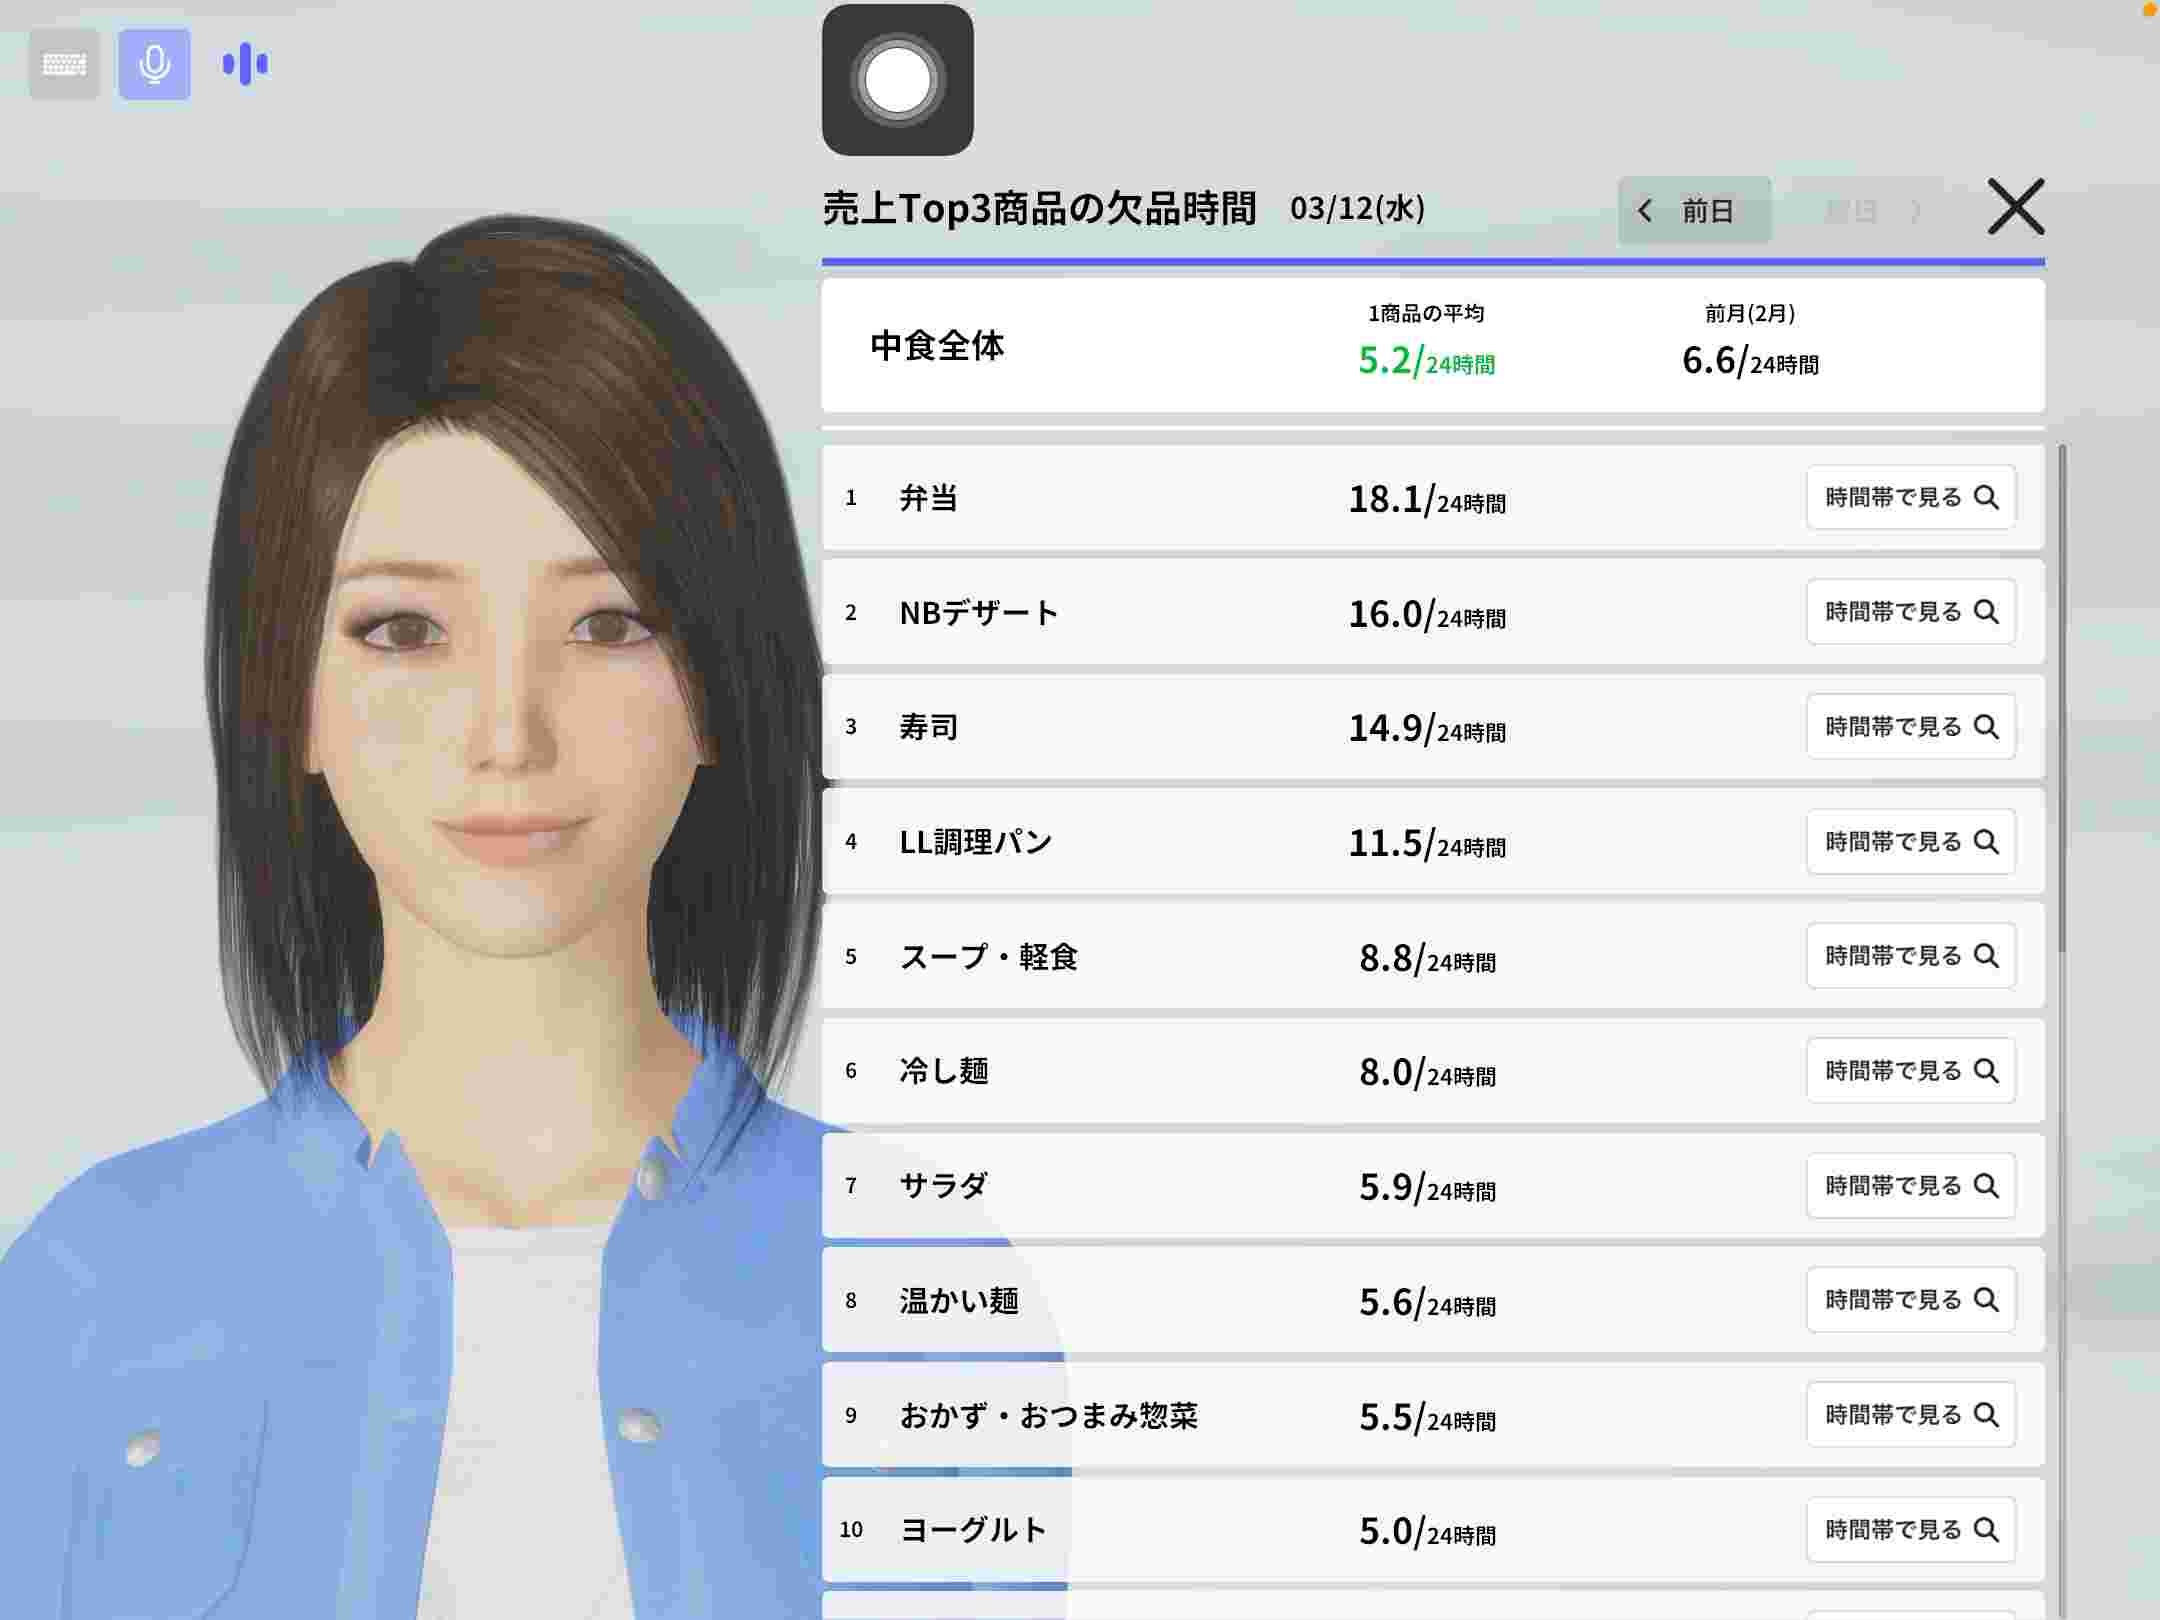 売上Top3商品の欠品時間 03/12(水) 前日 翌日
中食全体 1商品の平均 5.2/24時間 前月(2月) 6.6/24時間
1 弁当 18.1/24時間 時間帯で見る
2 NBデザート 16.0/24時間 時間帯で見る
3 寿司 14.9/24時間 時間帯で見る
4 LL調理パン 11.5/24時間 時間帯で見る
5 スープ・軽食 8.8/24時間 時間帯で見る
6 冷し麺 8.0/24時間 時間帯で見る
7 サラダ 5.9/24時間 時間帯で見る
8 温かい麺 5.6/24時間 時間帯で見る
9 おかず・おつまみ惣菜 5.5/24時間 時間帯で見る
10 ヨーグルト 5.0/24時間 時間帯で見る